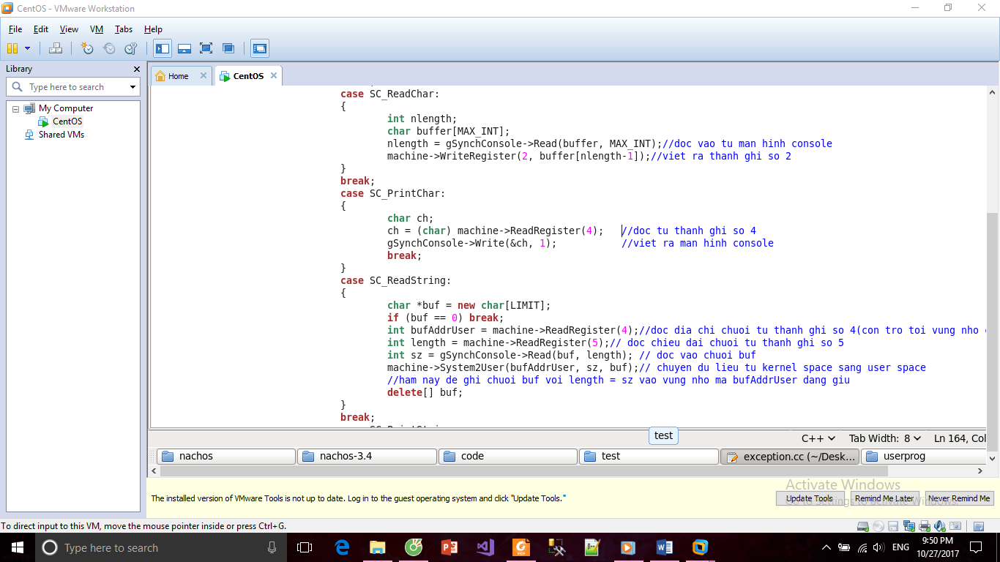 CentOS - VMware Workstation
File Edit View VM Tabs Help
Library
Type here to search
My Computer
CentOS
Shared VMs
Home
CentOS
case SC_ReadChar:
{
int nlength;
char buffer[MAX_INT];
nlength = gSynchConsole->Read(buffer, MAX_INT);//doc vao tu man hinh console
machine->WriteRegister(2, buffer[nlength-1]);//viet ra thanh ghi so 2
}
break;
case SC_PrintChar:
{
char ch;
ch = (char) machine->ReadRegister(4); //doc tu thanh ghi so 4
gSynchConsole->Write(&ch, 1); //viet ra man hinh console
break;
}
case SC_ReadString:
{
char *buf = new char[LIMIT];
if (buf == 0) break;
int bufAddrUser = machine->ReadRegister(4);//doc dia chi chuoi tu thanh ghi so 4(con tro toi vung nho
int length = machine->ReadRegister(5);// doc chieu dai chuoi tu thanh ghi so 5
int sz = gSynchConsole->Read(buf, length); // doc vao chuoi buf
machine->System2User(bufAddrUser, sz, buf);// chuyen du lieu tu kernel space sang user space
//ham nay de ghi chuoi buf voi length = sz vao vung nho ma bufAddrUser dang giu
delete[] buf;
}
break;
test
C++ Tab Width: 8 Ln 164, Col
nachos nachos-3.4 code test exception.cc (~/Desk... userprog
Activate Windows
The installed version of VMware Tools is not up to date. Log in to the guest operating system and click "Update Tools."
Update Tools Remind Me Later Never Remind Me
Go to Settings to activate Windows.
To direct input to this VM, move the mouse pointer inside or press Ctrl+G.
Type here to search
ENG
9:50 PM
10/27/2017